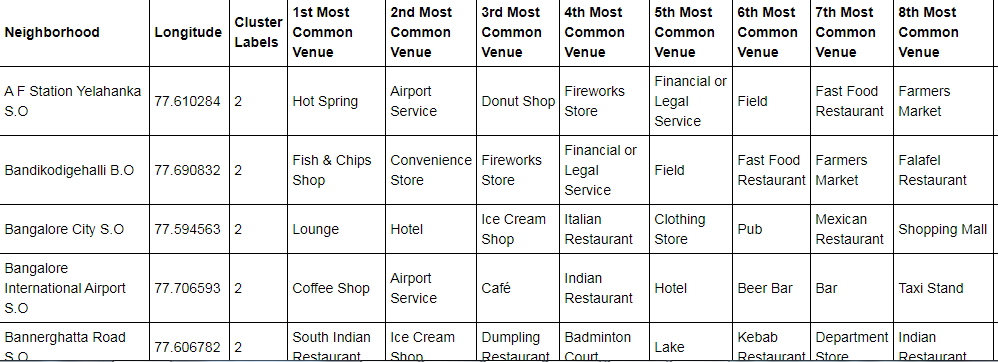 Neighborhood Longitude Cluster Labels 1st Most Common Venue 2nd Most Common Venue 3rd Most Common Venue 4th Most Common Venue 5th Most Common Venue 6th Most Common Venue 7th Most Common Venue 8th Most Common Venue
A F Station Yelahanka S.O 77.610284 2 Hot Spring Airport Service Donut Shop Fireworks Store Financial or Legal Service Field Fast Food Restaurant Farmers Market
Bandikodigehalli B.O 77.690832 2 Fish & Chips Shop Convenience Store Fireworks Store Financial or Legal Service Field Fast Food Restaurant Farmers Market Falafel Restaurant
Bangalore City S.O 77.594563 2 Lounge Hotel Ice Cream Shop Italian Restaurant Clothing Store Pub Mexican Restaurant Shopping Mall
Bangalore International Airport S.O 77.706593 2 Coffee Shop Airport Service Café Indian Restaurant Hotel Beer Bar Bar Taxi Stand
Bannerghatta Road S.O 77.606782 2 South Indian Restaurant Ice Cream Shop Dumpling Restaurant Badminton Court Lake Kebab Restaurant Department Store Indian Restaurant